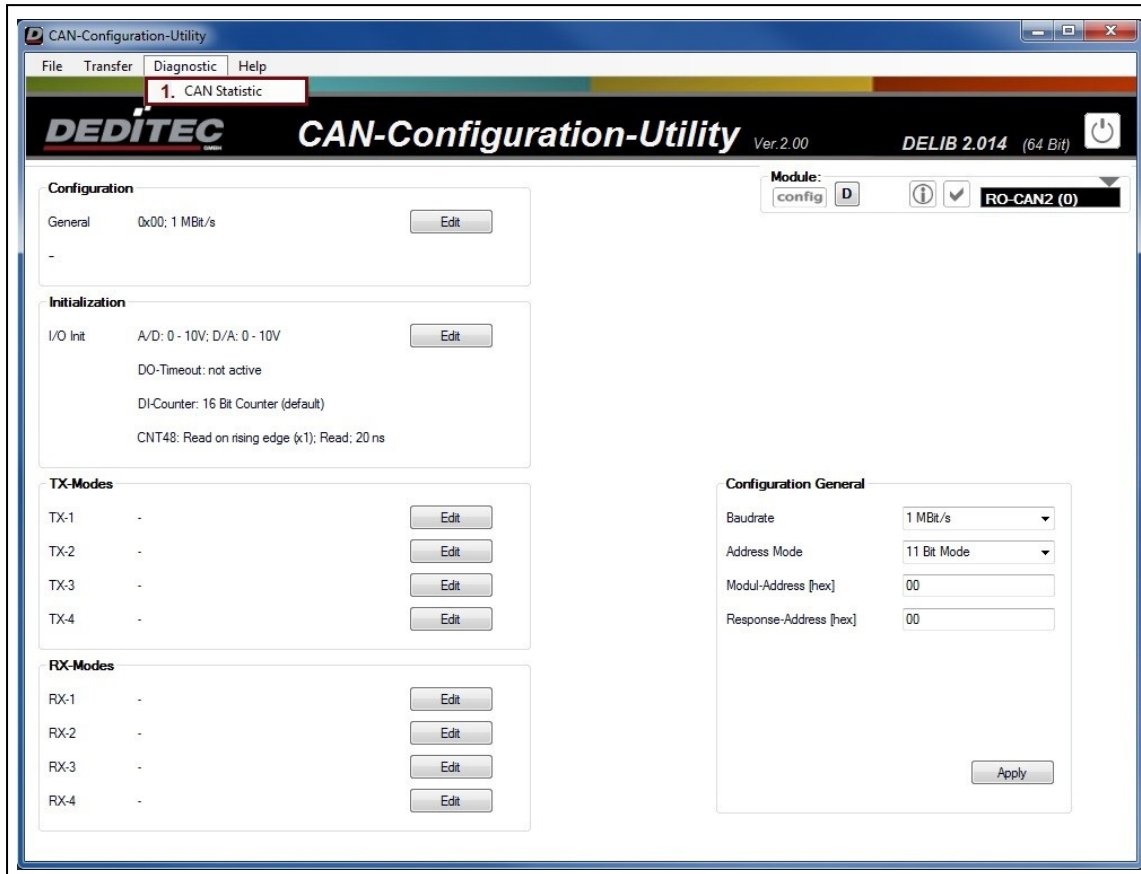 CAN-Configuration-Utility
File Transfer Diagnostic Help
1. CAN Statistic
DEDITEC GMBH CAN-Configuration-Utility Ver.2.00 DELIB 2.014 (64 Bit)
Module:
config D RO-CAN2 (0)
Configuration
General 0x00; 1 MBit/s Edit
-
Initialization
I/O Init A/D: 0 - 10V; D/A: 0 - 10V Edit
DO-Timeout: not active
DI-Counter: 16 Bit Counter (default)
CNT48: Read on rising edge (x1); Read; 20 ns
TX-Modes
TX-1 - Edit
TX-2 - Edit
TX-3 - Edit
TX-4 - Edit
RX-Modes
RX-1 - Edit
RX-2 - Edit
RX-3 - Edit
RX-4 - Edit
Configuration General
Baudrate 1 MBit/s
Address Mode 11 Bit Mode
Modul-Address [hex] 00
Response-Address [hex] 00
Apply